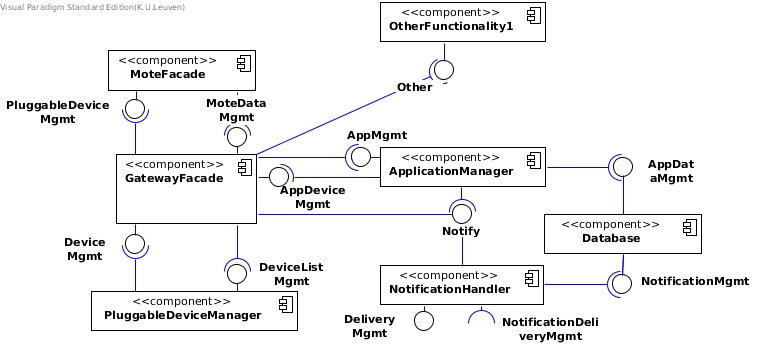 Visual Paradigm Standard Edition(K.U.Leuven)
<<component>>
OtherFunctionality1
<<component>>
MoteFacade
Other
PluggableDevice
Mgmt
MoteData
Mgmt
AppMgmt
<<component>>
GatewayFacade
<<component>>
ApplicationManager
AppDat
aMgmt
AppDevice
Mgmt
Notify
<<component>>
Database
Device
Mgmt
DeviceList
Mgmt
<<component>>
NotificationHandler
NotificationMgmt
<<component>>
PluggableDeviceManager
Delivery
Mgmt
NotificationDeli
veryMgmt